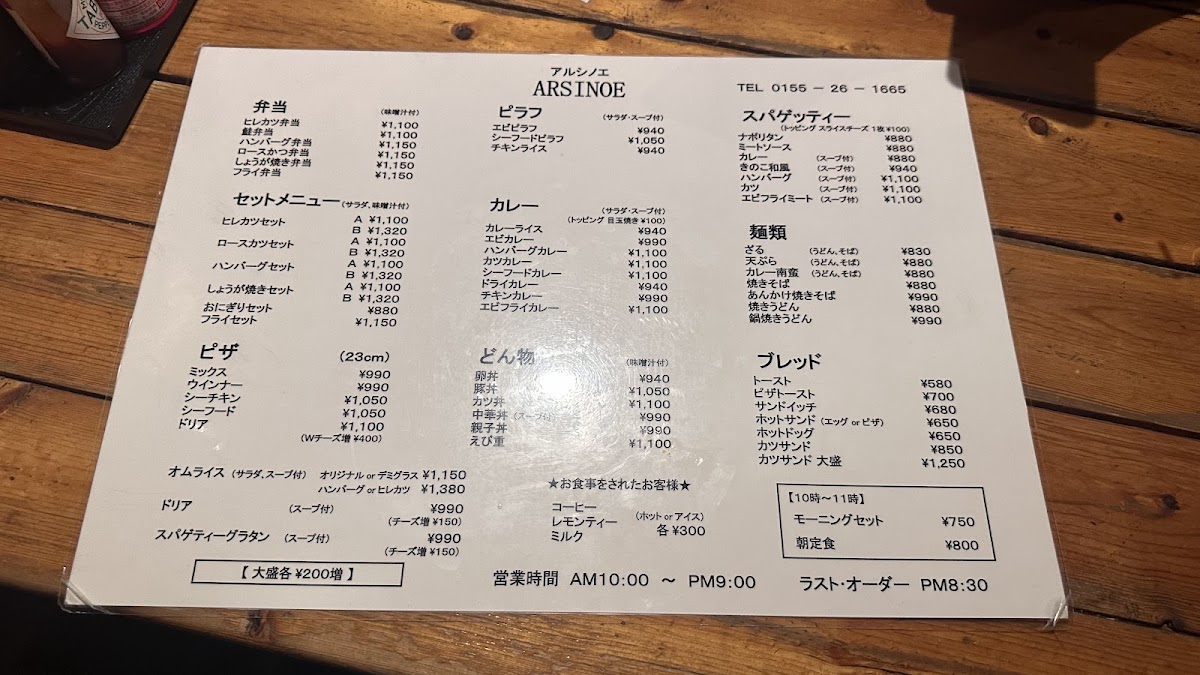 アルシノエ
ARSINOE
TEL 0155 － 26 － 1665
弁当 (味噌汁付)
ヒレカツ弁当 ¥1,100
鮭弁当 ¥1,100
ハンバーグ弁当 ¥1,150
ロースかつ弁当 ¥1,150
しょうが焼き弁当 ¥1,150
フライ弁当 ¥1,150
セットメニュー (サラダ、味噌汁付)
ヒレカツセット A ¥1,100
B ¥1,320
ロースカツセット A ¥1,100
B ¥1,320
ハンバーグセット A ¥1,100
B ¥1,320
しょうが焼きセット A ¥1,100
B ¥1,320
おにぎりセット ¥880
フライセット ¥1,150
ピザ (23cm)
ミックス ¥990
ウインナー ¥990
シーチキン ¥1,050
シーフード ¥1,050
ドリア ¥1,100
(Wチーズ増 ¥400)
オムライス (サラダ、スープ付) オリジナル or デミグラス ¥1,150
ハンバーグ or ヒレカツ ¥1,380
ドリア (スープ付) ¥990
(チーズ増 ¥150)
スパゲティーグラタン (スープ付) ¥990
(チーズ増 ¥150)
【 大盛各 ¥200増 】
ピラフ (サラダ・スープ付)
エビピラフ ¥940
シーフードピラフ ¥1,050
チキンライス ¥940
カレー (サラダ・スープ付)
(トッピング 目玉焼き ¥100)
カレーライス ¥940
エビカレー ¥990
ハンバーグカレー ¥1,100
カツカレー ¥1,100
シーフードカレー ¥1,100
ドライカレー ¥940
チキンカレー ¥990
エビフライカレー ¥1,100
どん物 (味噌汁付)
卵丼 ¥940
豚丼 ¥1,050
カツ丼 ¥1,100
中華丼 (スープ付) ¥990
親子丼 ¥990
えび重 ¥1,100
★お食事をされたお客様★
コーヒー
レモンティー (ホット or アイス)
ミルク 各 ¥300
スパゲッティー
(トッピング スライスチーズ 1枚 ¥100)
ナポリタン ¥880
ミートソース ¥880
カレー (スープ付) ¥880
きのこ和風 (スープ付) ¥940
ハンバーグ (スープ付) ¥1,100
カツ (スープ付) ¥1,100
エビフライミート (スープ付) ¥1,100
麺類
ざる (うどん、そば) ¥830
天ぷら (うどん、そば) ¥880
カレー南蛮 (うどん、そば) ¥880
焼きそば ¥880
あんかけ焼きそば ¥990
焼きうどん ¥880
鍋焼きうどん ¥990
ブレッド
トースト ¥580
ピザトースト ¥700
サンドイッチ ¥680
ホットサンド (エッグ or ピザ) ¥650
ホットドッグ ¥650
カツサンド ¥850
カツサンド 大盛 ¥1,250
【10時～11時】
モーニングセット ¥750
朝定食 ¥800
営業時間 AM10:00 ～ PM9:00 ラスト・オーダー PM8:30